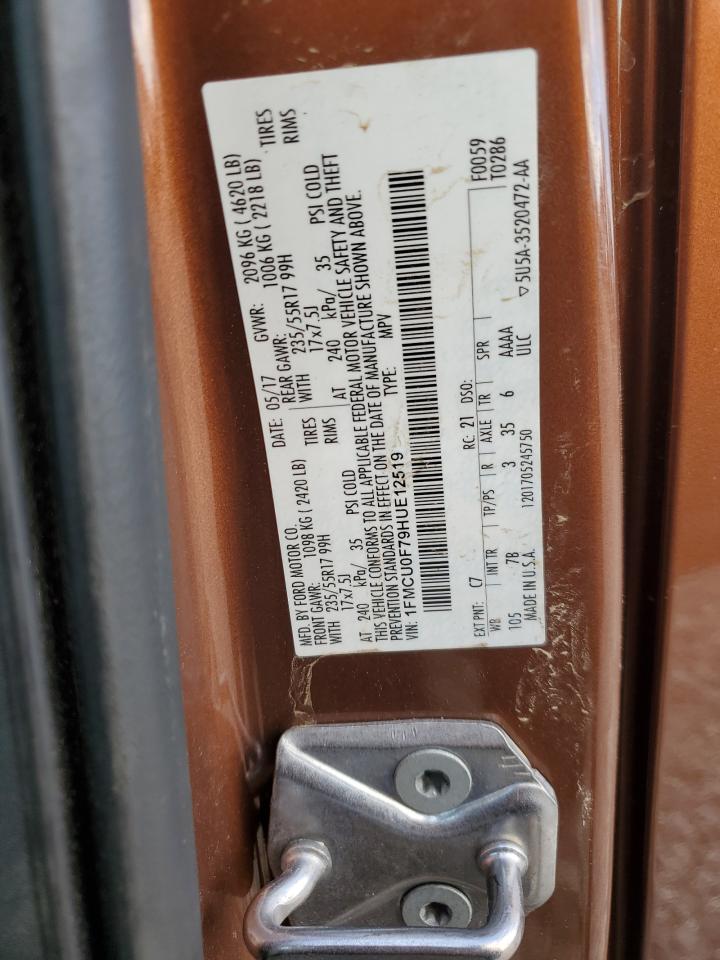 MFD. BY FORD MOTOR CO. DATE: 05/17 GVWR: 2096 KG ( 4620 LB)
FRONT GAWR: 1098 KG ( 2420 LB) REAR GAWR: 1006 KG ( 2218 LB)
WITH 235/55R17 99H TIRES WITH 235/55R17 99H TIRES
17x7.5J RIMS 17x7.5J RIMS
AT 240 kPa/ 35 PSI COLD AT 240 kPa/ 35 PSI COLD
THIS VEHICLE CONFORMS TO ALL APPLICABLE FEDERAL MOTOR VEHICLE SAFETY AND THEFT
PREVENTION STANDARDS IN EFFECT ON THE DATE OF MANUFACTURE SHOWN ABOVE.
VIN: 1FMCU0F79HUE12519 TYPE: MPV
F0059
T0286
EXT PNT: C7 RC: 21 DSO:
WB INT TR TP/PS R AXLE TR SPR
105 7B 3 35 6 AAAA
MADE IN U.S.A. 1201705245750 ULC
▽5U5A-3520472-AA